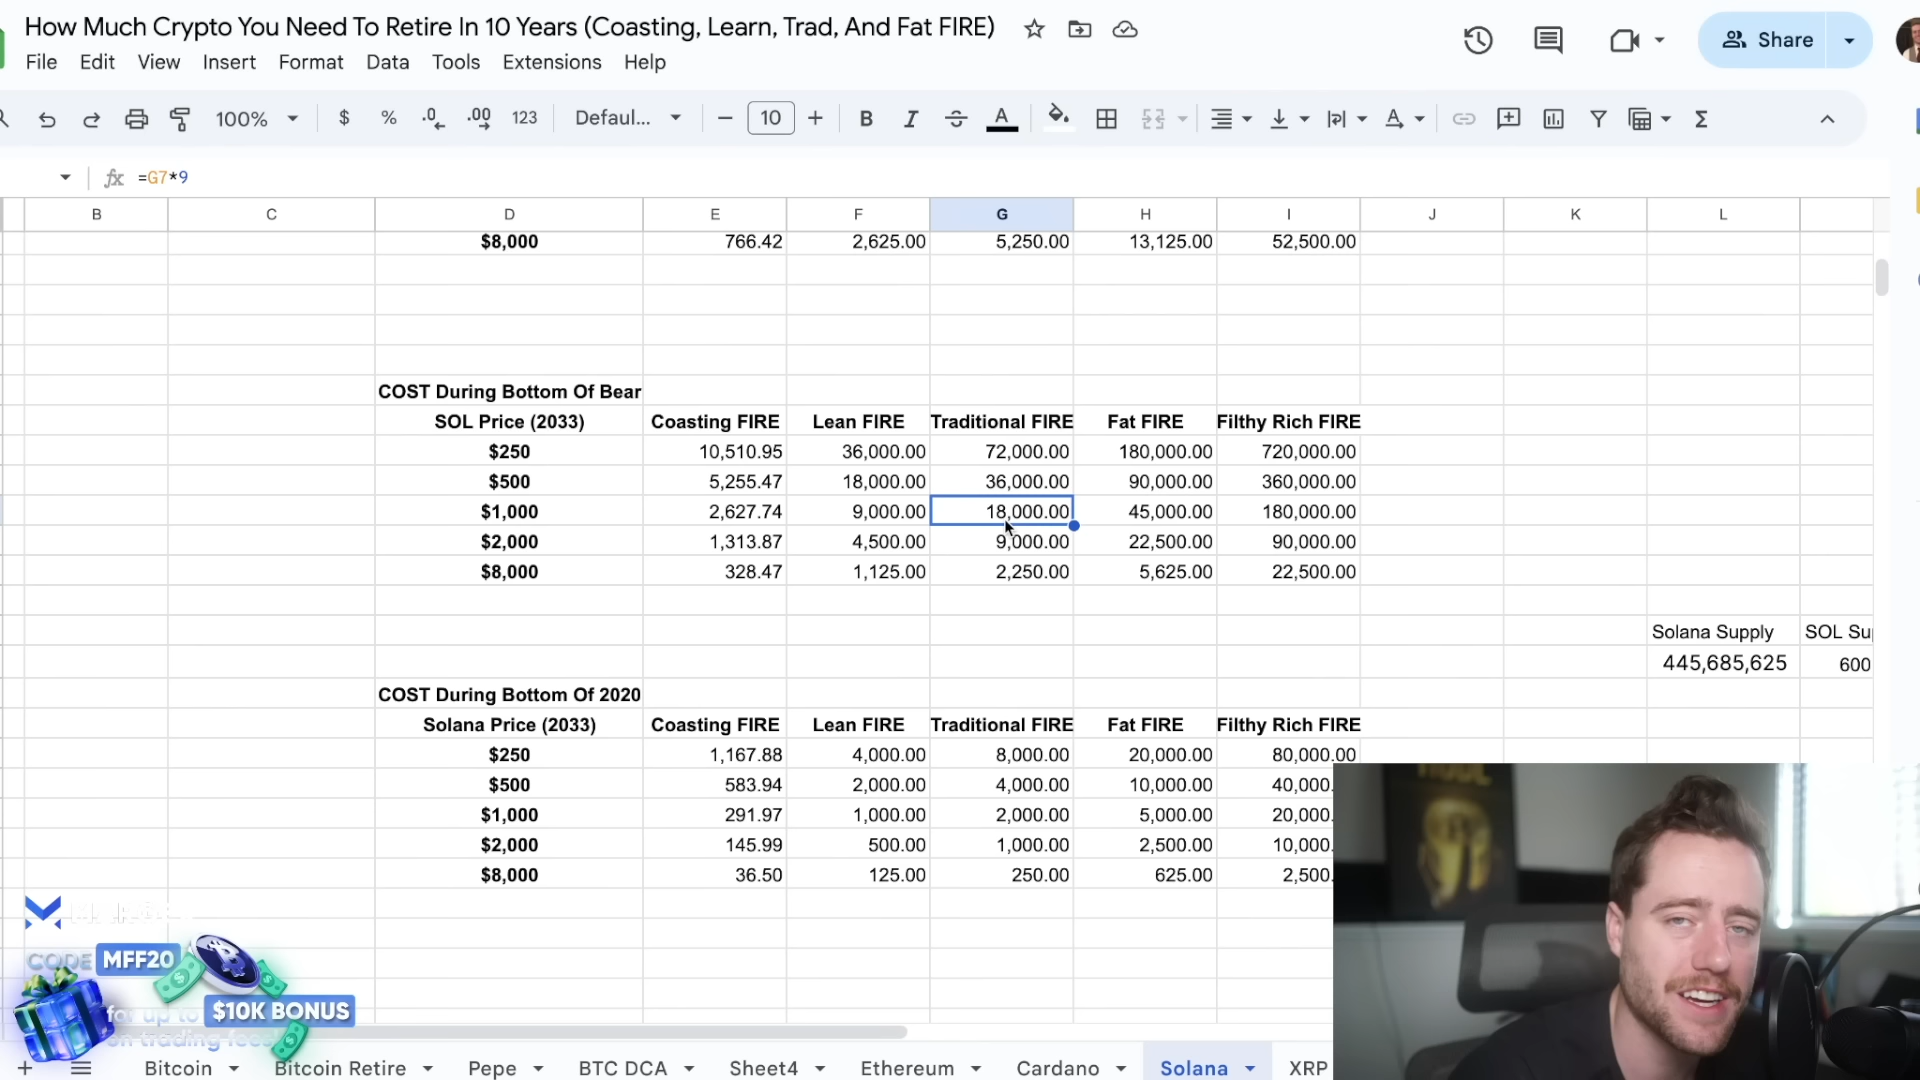 How Much Crypto You Need To Retire In 10 Years (Coasting, Learn, Trad, And Fat FIRE)
Share
File Edit View Insert Format Data Tools Extensions Help
100% $ % .0 .00 123 Defaul... 10 B I A Σ
fx =G7*9
B C D E F G H I J K L
$8,000 766.42 2,625.00 5,250.00 13,125.00 52,500.00
COST During Bottom Of Bear
SOL Price (2033) Coasting FIRE Lean FIRE Traditional FIRE Fat FIRE Filthy Rich FIRE
$250 10,510.95 36,000.00 72,000.00 180,000.00 720,000.00
$500 5,255.47 18,000.00 36,000.00 90,000.00 360,000.00
$1,000 2,627.74 9,000.00 18,000.00 45,000.00 180,000.00
$2,000 1,313.87 4,500.00 9,000.00 22,500.00 90,000.00
$8,000 328.47 1,125.00 2,250.00 5,625.00 22,500.00
Solana Supply SOL Su
445,685,625 600
COST During Bottom Of 2020
Solana Price (2033) Coasting FIRE Lean FIRE Traditional FIRE Fat FIRE Filthy Rich FIRE
$250 1,167.88 4,000.00 8,000.00 20,000.00 80,000.00
$500 583.94 2,000.00 4,000.00 10,000.00 40,000.
$1,000 291.97 1,000.00 2,000.00 5,000.00 20,000.
$2,000 145.99 500.00 1,000.00 2,500.00 10,000.
$8,000 36.50 125.00 250.00 625.00 2,500.
CODE MFF20
for up to $10K BONUS
on trading fees
Bitcoin Bitcoin Retire Pepe BTC DCA Sheet4 Ethereum Cardano Solana XRP